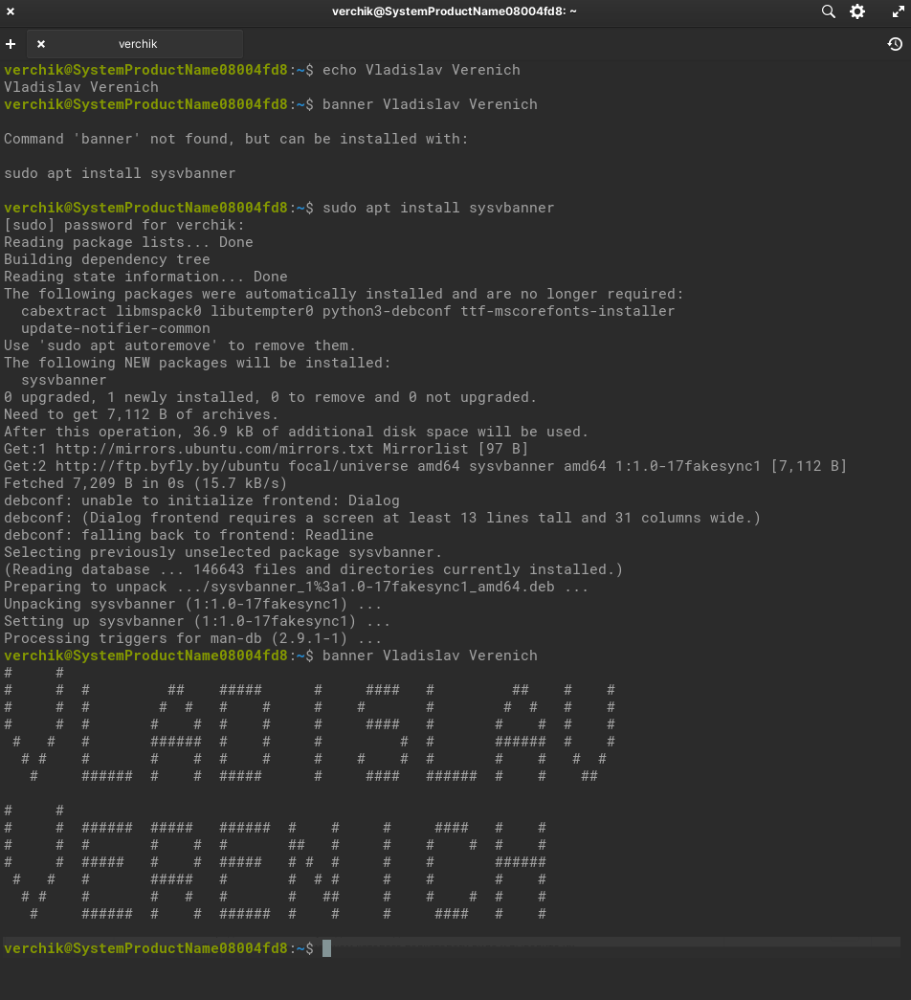 verchik@SystemProductName08004fd8: ~
verchik
verchik@SystemProductName08004fd8:~$ echo Vladislav Verenich
Vladislav Verenich
verchik@SystemProductName08004fd8:~$ banner Vladislav Verenich
Command 'banner' not found, but can be installed with:
sudo apt install sysvbanner
verchik@SystemProductName08004fd8:~$ sudo apt install sysvbanner
[sudo] password for verchik:
Reading package lists... Done
Building dependency tree
Reading state information... Done
The following packages were automatically installed and are no longer required:
  cabextract libmspack0 libutempter0 python3-debconf ttf-mscorefonts-installer
  update-notifier-common
Use 'sudo apt autoremove' to remove them.
The following NEW packages will be installed:
  sysvbanner
0 upgraded, 1 newly installed, 0 to remove and 0 not upgraded.
Need to get 7,112 B of archives.
After this operation, 36.9 kB of additional disk space will be used.
Get:1 http://mirrors.ubuntu.com/mirrors.txt Mirrorlist [97 B]
Get:2 http://ftp.byfly.by/ubuntu focal/universe amd64 sysvbanner amd64 1:1.0-17fakesync1 [7,112 B]
Fetched 7,209 B in 0s (15.7 kB/s)
debconf: unable to initialize frontend: Dialog
debconf: (Dialog frontend requires a screen at least 13 lines tall and 31 columns wide.)
debconf: falling back to frontend: Readline
Selecting previously unselected package sysvbanner.
(Reading database ... 146643 files and directories currently installed.)
Preparing to unpack .../sysvbanner_1%3a1.0-17fakesync1_amd64.deb ...
Unpacking sysvbanner (1:1.0-17fakesync1) ...
Setting up sysvbanner (1:1.0-17fakesync1) ...
Processing triggers for man-db (2.9.1-1) ...
verchik@SystemProductName08004fd8:~$ banner Vladislav Verenich
VLADISLAV
VERENICH
verchik@SystemProductName08004fd8:~$